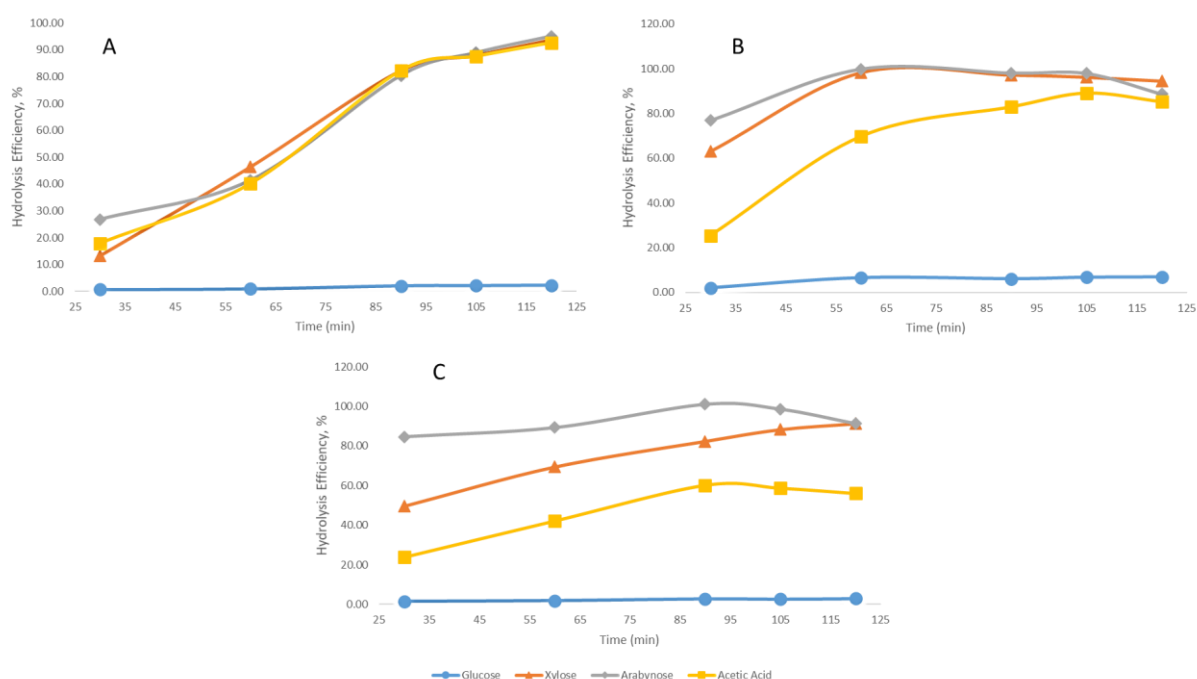 A
Hydrolysis Efficiency, %
100.00
90.00
80.00
70.00
60.00
50.00
40.00
30.00
20.00
10.00
0.00
25 35 45 55 65 75 85 95 105 115 125
Time (min)
B
Hydrolysis Efficiency, %
120.00
100.00
80.00
60.00
40.00
20.00
0.00
25 35 45 55 65 75 85 95 105 115 125
Time (min)
C
Hydrolysis Efficiency, %
120.00
100.00
80.00
60.00
40.00
20.00
0.00
25 35 45 55 65 75 85 95 105 115 125
Time (min)
Glucose Xylose Arabynose Acetic Acid